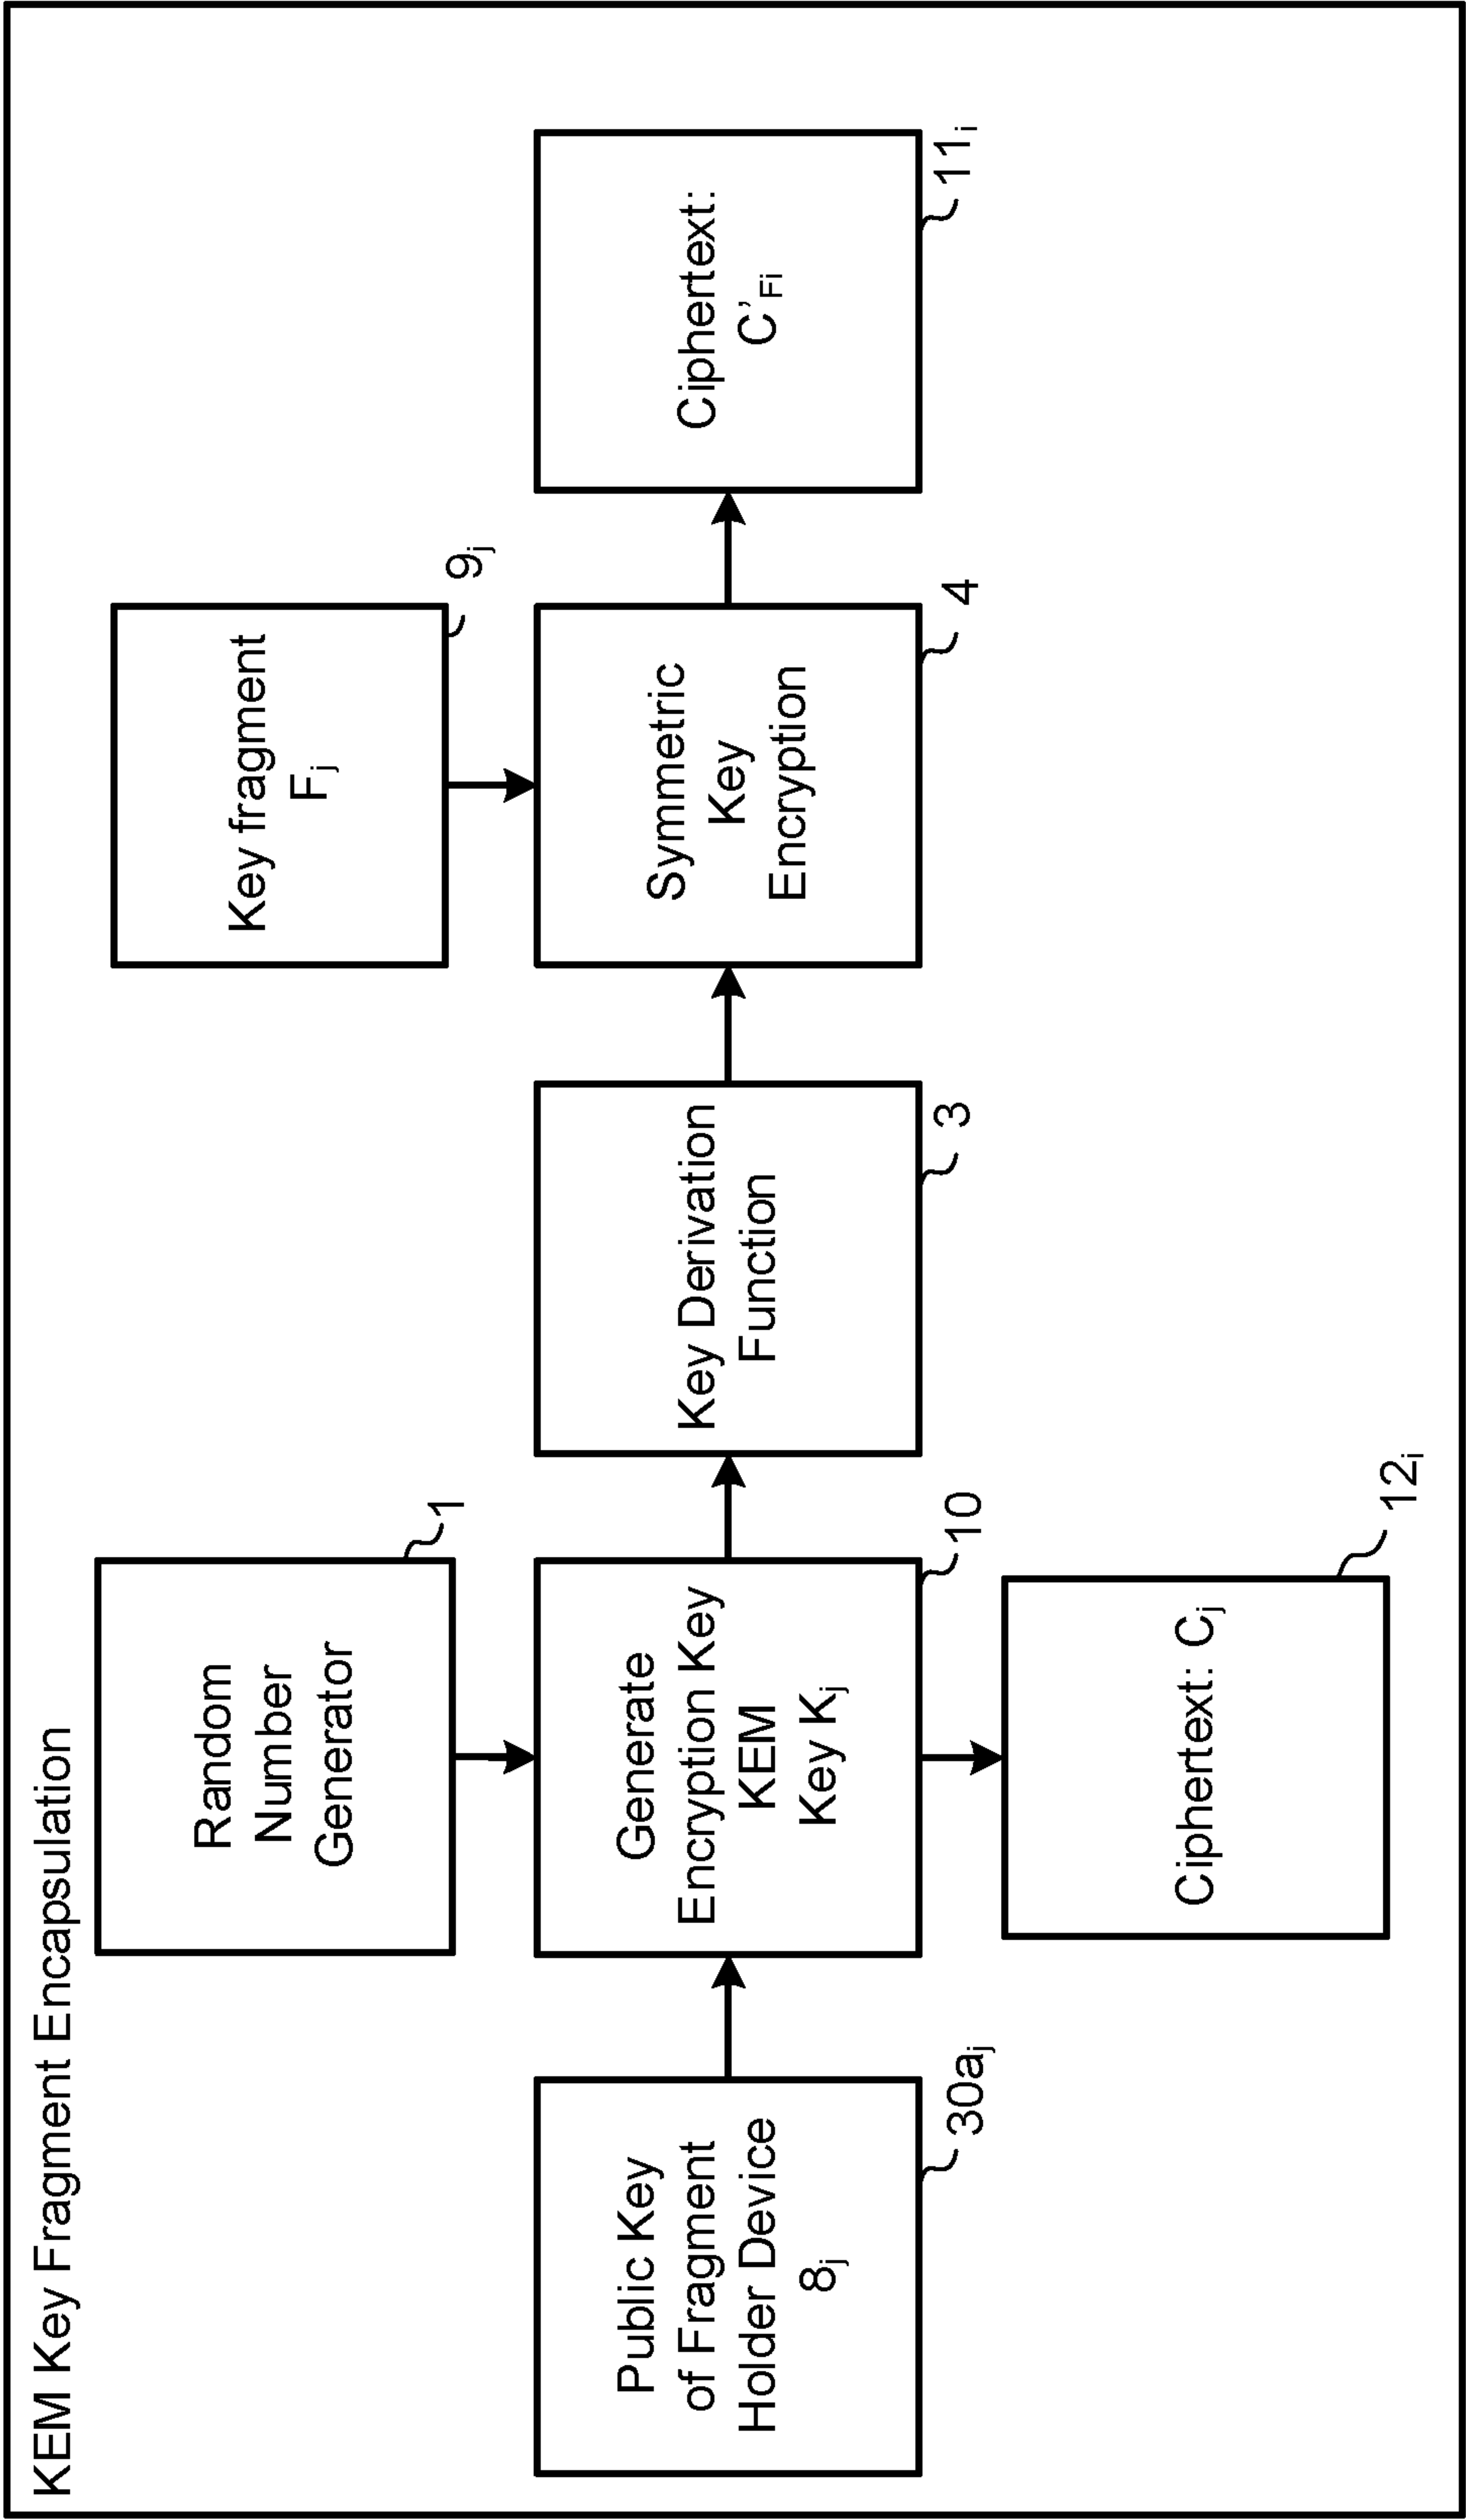 KEM Key Fragment Encapsulation
Random
Number
Generator
1
Key fragment
Fj
9j
Public Key
of Fragment
Holder Device
8j
30aj
Generate
Encryption Key
KEM
Key Kj
10
Key Derivation
Function
3
Symmetric
Key
Encryption
4
Ciphertext:
C’Fi
11i
Ciphertext: Cj
12i